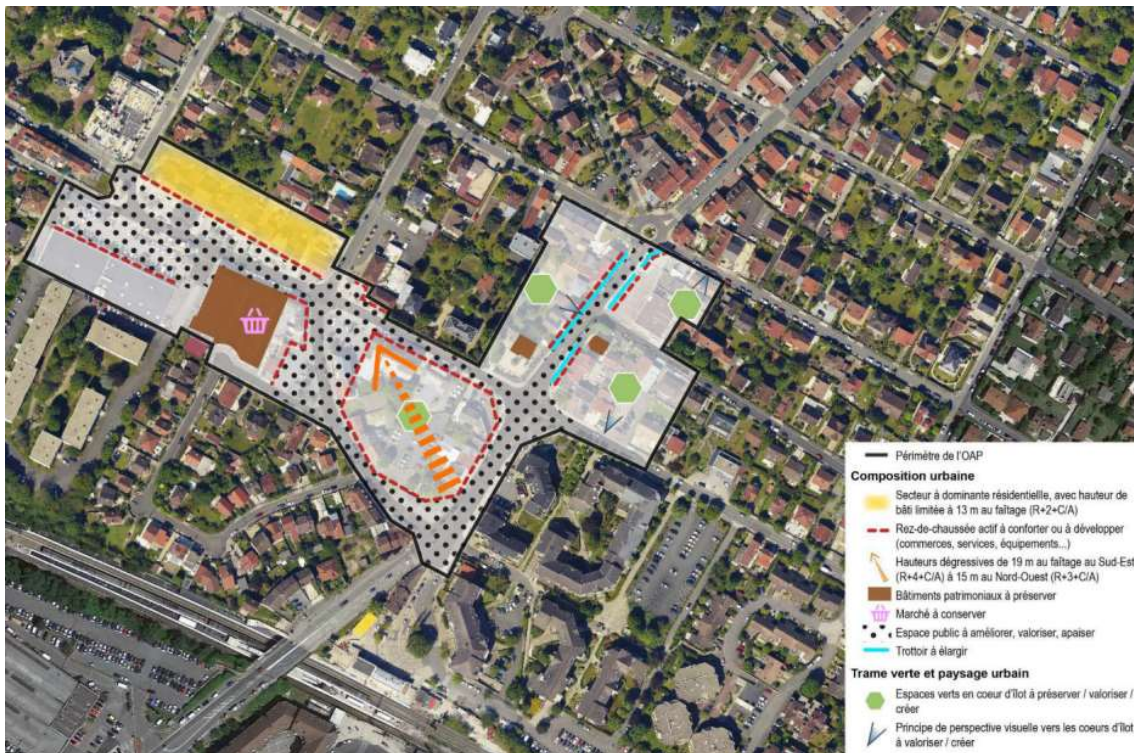 Périmètre de l'OAP
Composition urbaine
Secteur à dominante résidentielle, avec hauteur de
bâti limitée à 13 m au faîtage (R+2+C/A)
Rez-de-chaussée actif à conforter ou à développer
(commerces, services, équipements...)
Hauteurs dégressives de 19 m au faîtage au Sud-Est
(R+4+C/A) à 15 m au Nord-Ouest (R+3+C/A)
Bâtiments patrimoniaux à préserver
Marché à conserver
Espace public à améliorer, valoriser, apaiser
Trottoir à élargir
Trame verte et paysage urbain
Espaces verts en coeur d'îlot à préserver / valoriser /
créer
Principe de perspective visuelle vers les coeurs d'îlot
à valoriser / créer